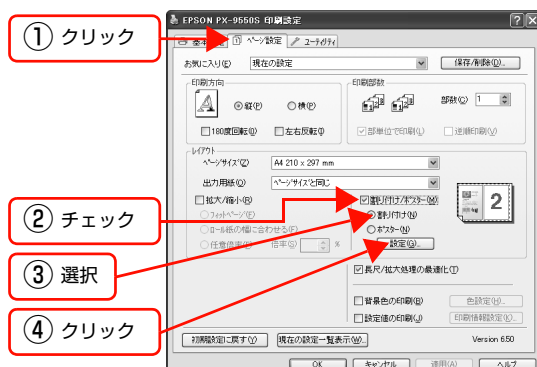 EPSON PX-9550S 印刷設定
① クリック
基本
ページ設定
ユーティリティ
お気に入り(E)
現在の設定
保存/削除(D)...
印刷方向
縦(P)
横(P)
180度回転(O)
左右反転(T)
印刷部数
部数(C) 1
部単位で印刷(L)
逆順印刷(V)
レイアウト
ページサイズ(Z)
A4 210 x 297 mm
出力用紙(O)
ページサイズと同じ
拡大/縮小(R)
フィットページ(F)
ロール紙の幅に合わせる(F)
任意倍率(E)
倍率(S)
%
② チェック
割り付け/ポスター(M)
割り付け(N)
ポスター(N)
設定(G)...
2
③ 選択
長尺/拡大処理の最適化(T)
④ クリック
背景色の印刷(B)
色設定(H)...
設定値の印刷(J)
印刷情報設定(K)...
初期設定に戻す(Y)
現在の設定一覧表示(W)...
Version 6.50
OK
キャンセル
適用(A)
ヘルプ